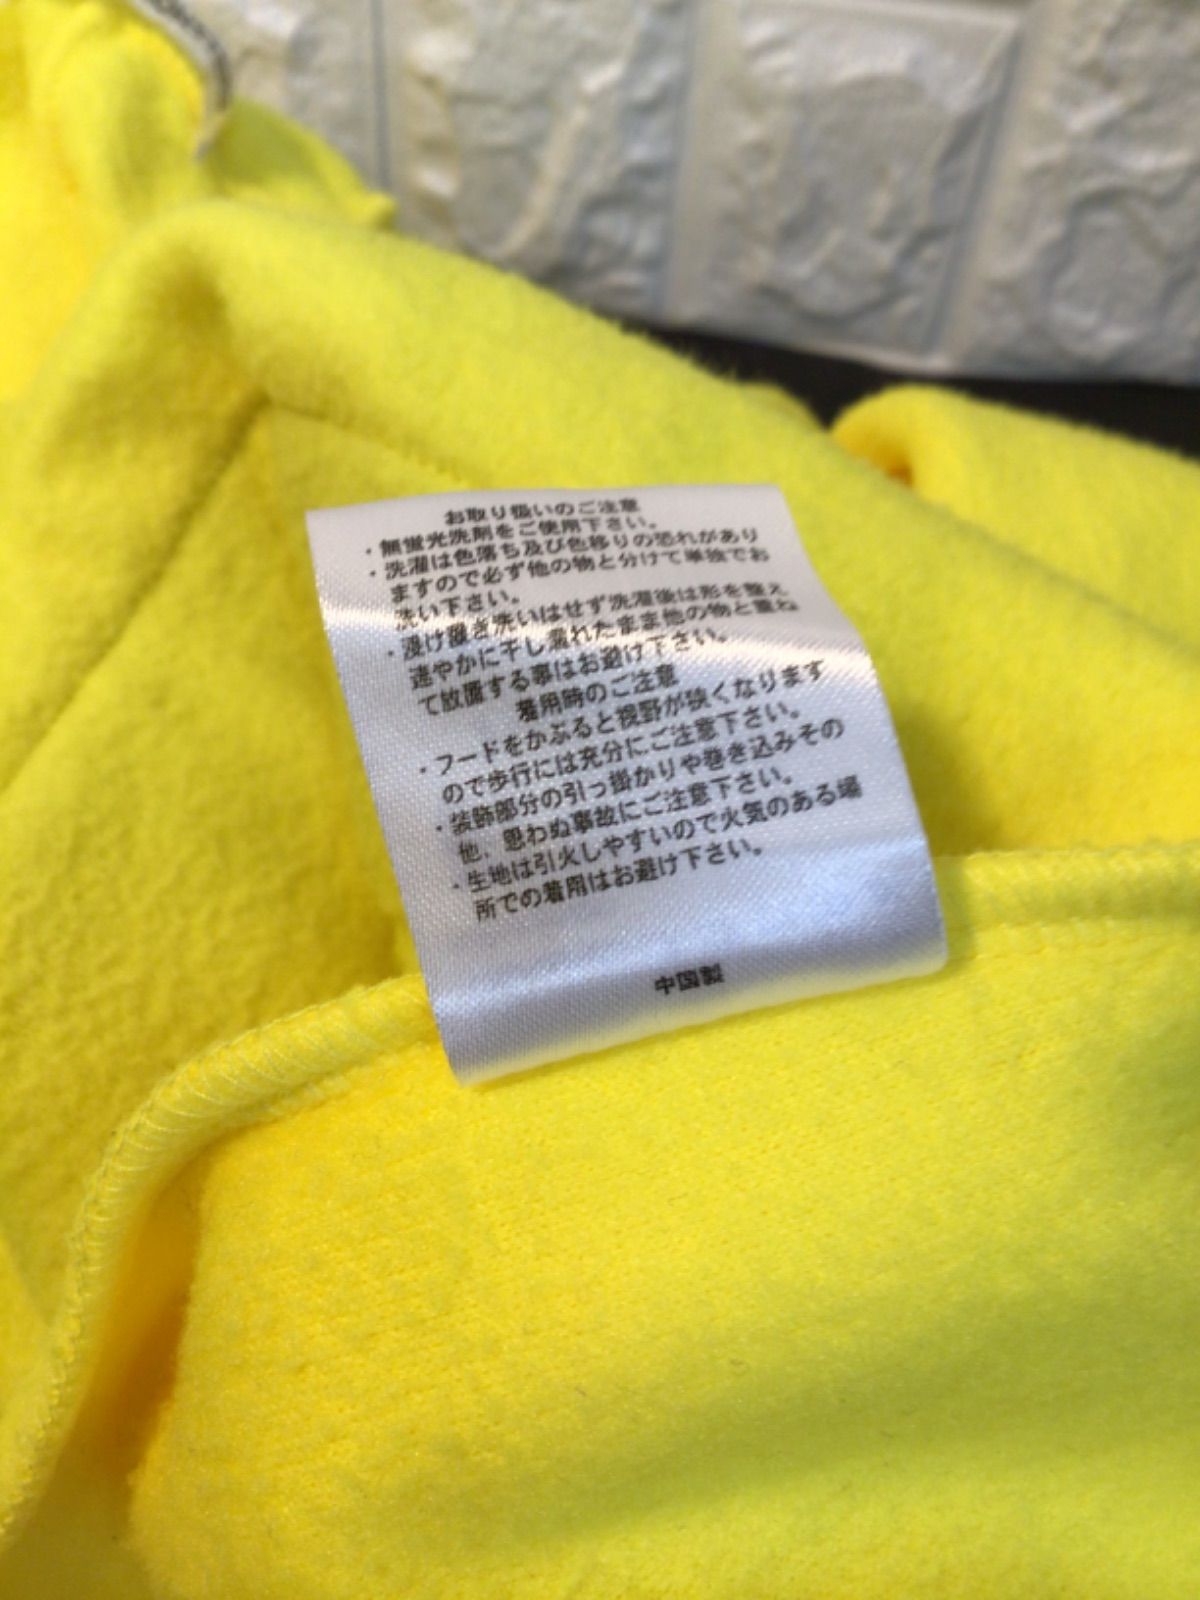 お取り扱いのご注意
・無蛍光洗剤をご使用下さい。
・洗濯は色落ち及び色移りの恐れがあり
ますので必ず他の物と分けて単独でお
洗い下さい。
・浸け置き洗いはせず洗濯後は形を整え
速やかに干し濡れたまま他の物と重ね
て放置する事はお避け下さい。
着用時のご注意
・フードをかぶると視野が狭くなります
ので歩行には充分にご注意下さい。
・装飾部分の引っ掛かりや巻き込みその
他、思わぬ事故にご注意下さい。
・生地は引火しやすいので火気のある場
所での着用はお避け下さい。
中国製